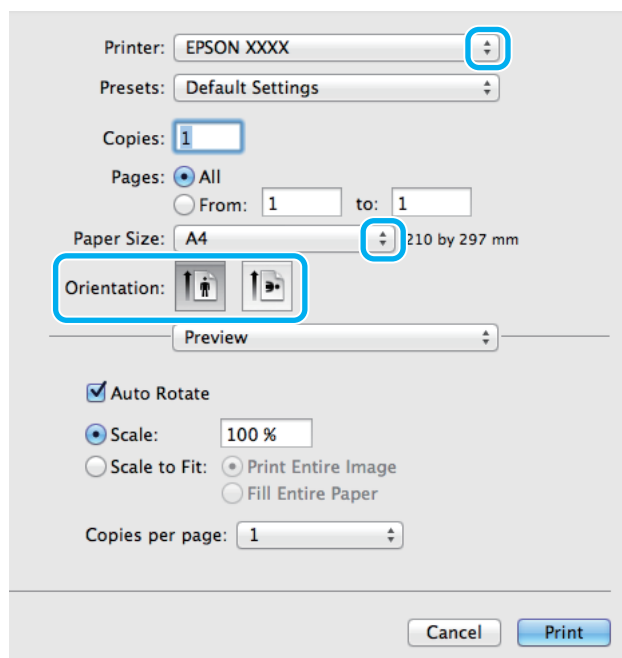 Printer: EPSON XXXX
Presets: Default Settings
Copies: 1
Pages: All
From: 1 to: 1
Paper Size: A4 210 by 297 mm
Orientation:
Preview
Auto Rotate
Scale: 100 %
Scale to Fit: Print Entire Image
Fill Entire Paper
Copies per page: 1
Cancel Print